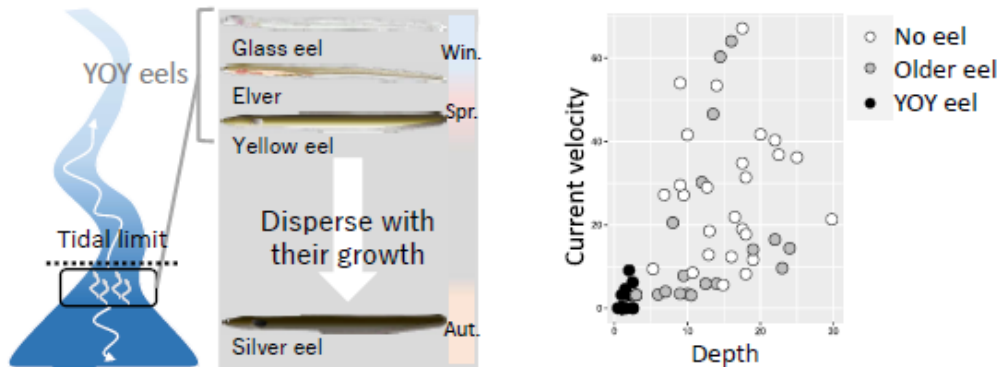 YOY eels
Tidal limit
Glass eel
Elver
Yellow eel
Disperse with
their growth
Silver eel
Win.
Spr.
Aut.
Current velocity
60
40
20
0
0
10
20
30
Depth
No eel
Older eel
YOY eel